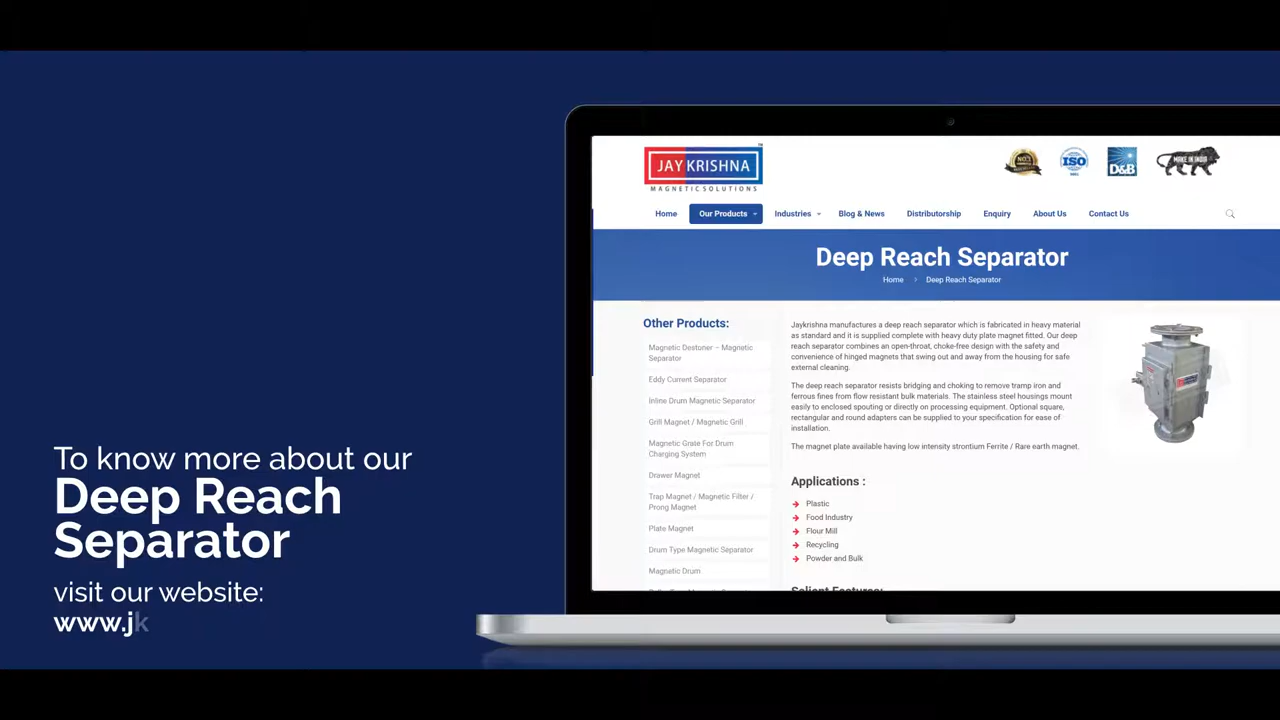 To know more about our
Deep Reach
Separator
visit our website:
www.jk
JAY KRISHNA
TM
MAGNETIC SOLUTIONS
NO.1
ISO
D&B
MAKE IN INDIA
Home
Our Products
Industries
Blog & News
Distributorship
Enquiry
About Us
Contact Us
Deep Reach Separator
Home > Deep Reach Separator
Other Products:
Magnetic Destoner – Magnetic
Separator
Eddy Current Separator
Inline Drum Magnetic Separator
Grill Magnet / Magnetic Grill
Magnetic Grate For Drum
Charging System
Drawer Magnet
Trap Magnet / Magnetic Filter /
Prong Magnet
Plate Magnet
Drum Type Magnetic Separator
Magnetic Drum
Jaykrishna manufactures a deep reach separator which is fabricated in heavy material
as standard and it is supplied complete with heavy duty plate magnet fitted. Our deep
reach separator combines an open-throat, choke-free design with the safety and
convenience of hinged magnets that swing out and away from the housing for safe
external cleaning.
The deep reach separator resists bridging and choking to remove tramp iron and
ferrous fines from flow resistant bulk materials. The stainless steel housings mount
easily to enclosed spouting or directly on processing equipment. Optional square,
rectangular and round adapters can be supplied to your specification for ease of
installation.
The magnet plate available having low intensity strontium Ferrite / Rare earth magnet.
Applications :
Plastic
Food Industry
Flour Mill
Recycling
Powder and Bulk
Salient Features: